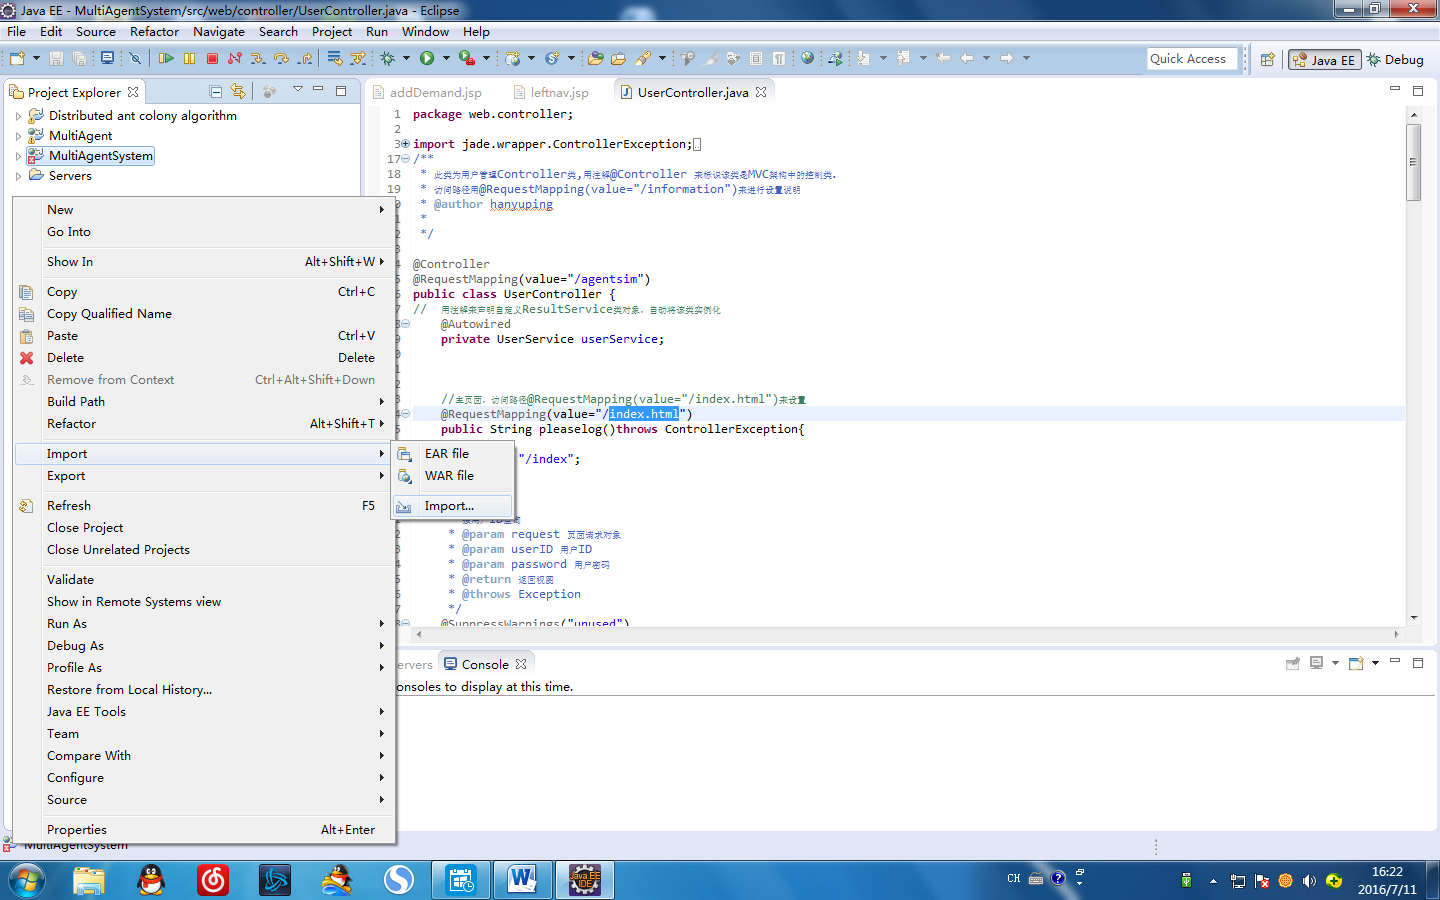 Java EE - MultiAgentSystem/src/web/controller/UserController.java - Eclipse
File Edit Source Refactor Navigate Search Project Run Window Help
Quick Access
Java EE
Debug
Project Explorer
Distributed ant colony algorithm
MultiAgent
MultiAgentSystem
Servers
addDemand.jsp
leftnav.jsp
UserController.java
1 package web.controller;
2
3 import jade.wrapper.ControllerException;
17 /**
18 * 此类为用户管理Controller类,用注解@Controller 来标识该类是MVC架构中的控制类.
19 * 访问路径用@RequestMapping(value="/information")来进行设置说明
* @author hanyuping
*
*/
@Controller
@RequestMapping(value="/agentsim")
public class UserController {
// 用注解来声明自定义ResultService类对象，自动将该类实例化
@Autowired
private UserService userService;
//主页面，访问路径@RequestMapping(value="/index.html")来设置
@RequestMapping(value="/index.html")
public String pleaselog()throws ControllerException{
"/index";
* @param request 页面请求对象
* @param userID 用户ID
* @param password 用户密码
* @return 返回视图
* @throws Exception
*/
@SuppressWarnings("unused")
New
Go Into
Show In Alt+Shift+W
Copy Ctrl+C
Copy Qualified Name
Paste Ctrl+V
Delete Delete
Remove from Context Ctrl+Alt+Shift+Down
Build Path
Refactor Alt+Shift+T
Import
Export
Refresh F5
Close Project
Close Unrelated Projects
Validate
Show in Remote Systems view
Run As
Debug As
Profile As
Restore from Local History...
Java EE Tools
Team
Compare With
Configure
Source
Properties Alt+Enter
EAR file
WAR file
Import...
ervers
Console
onsoles to display at this time.
MultiAgentSystem
Java EE
IDE
CH
16:22
2016/7/11